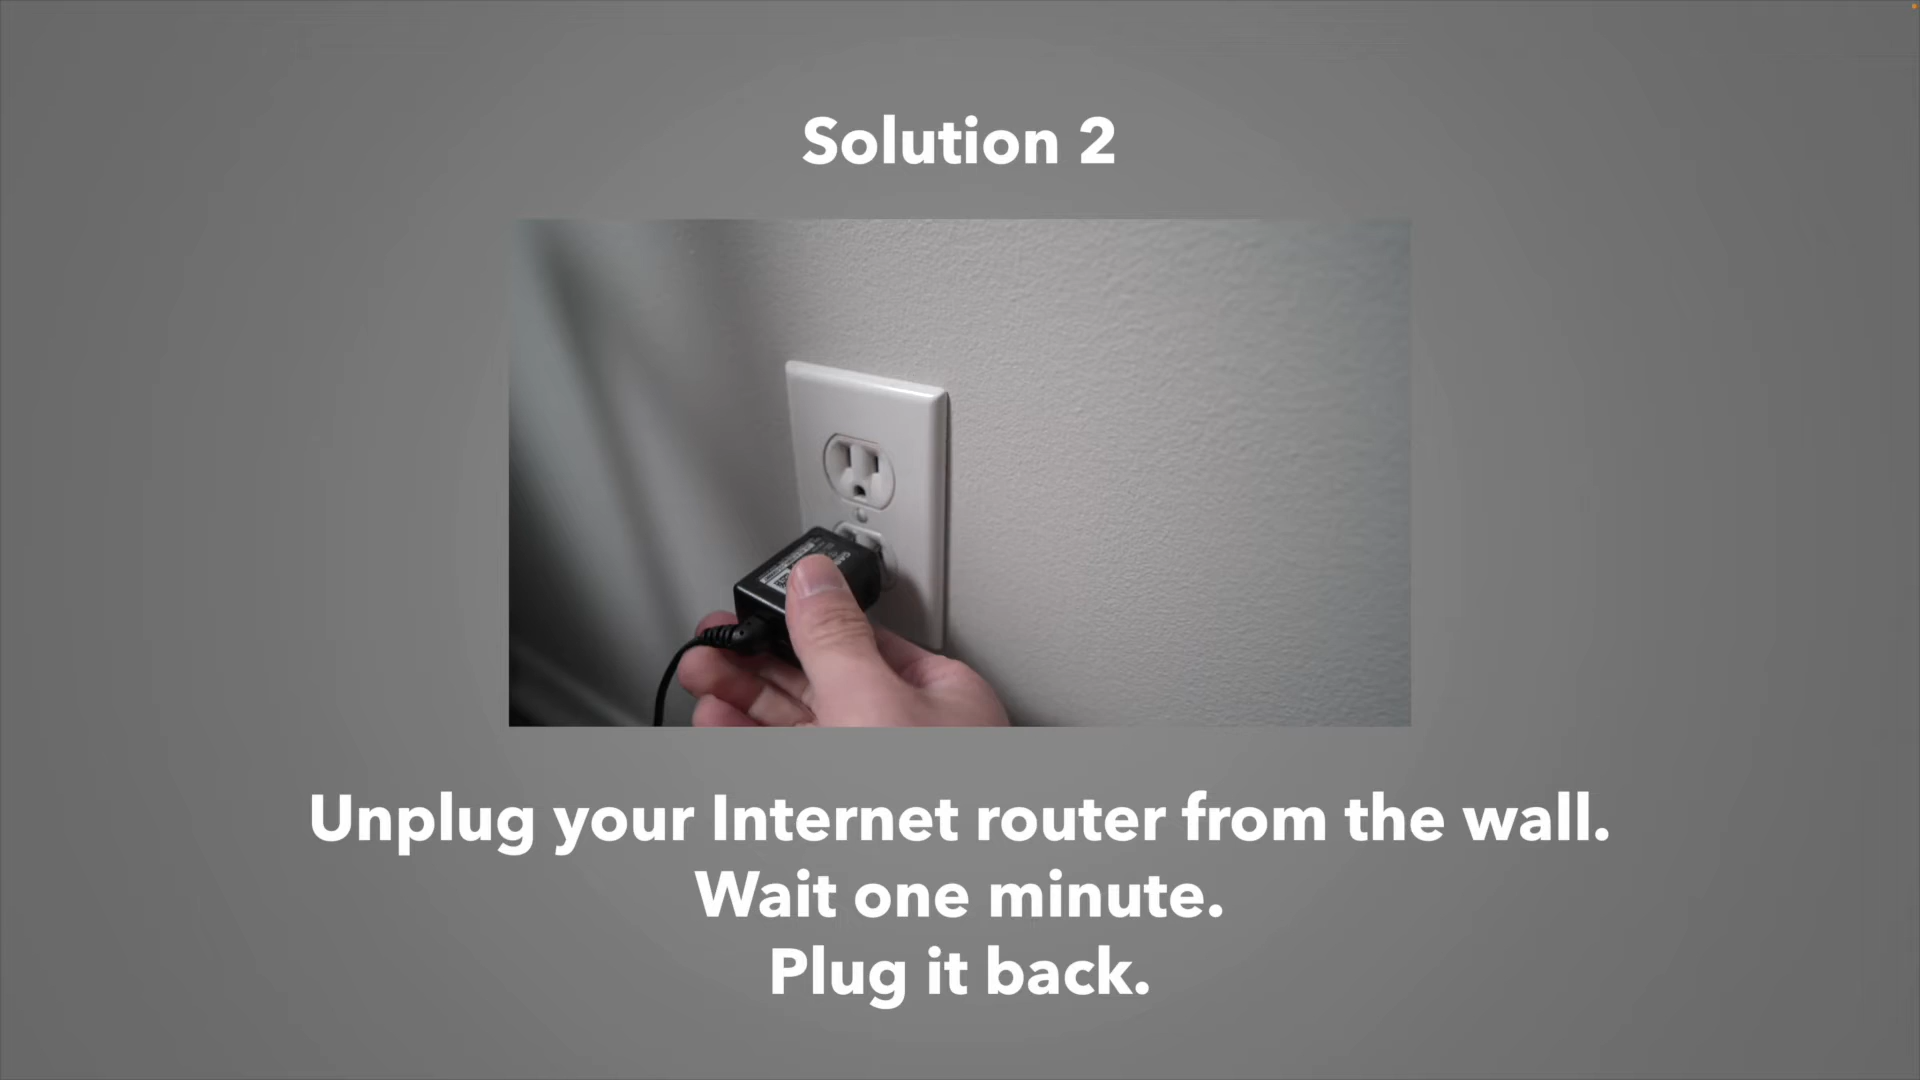 Solution 2
Unplug your Internet router from the wall.
Wait one minute.
Plug it back.